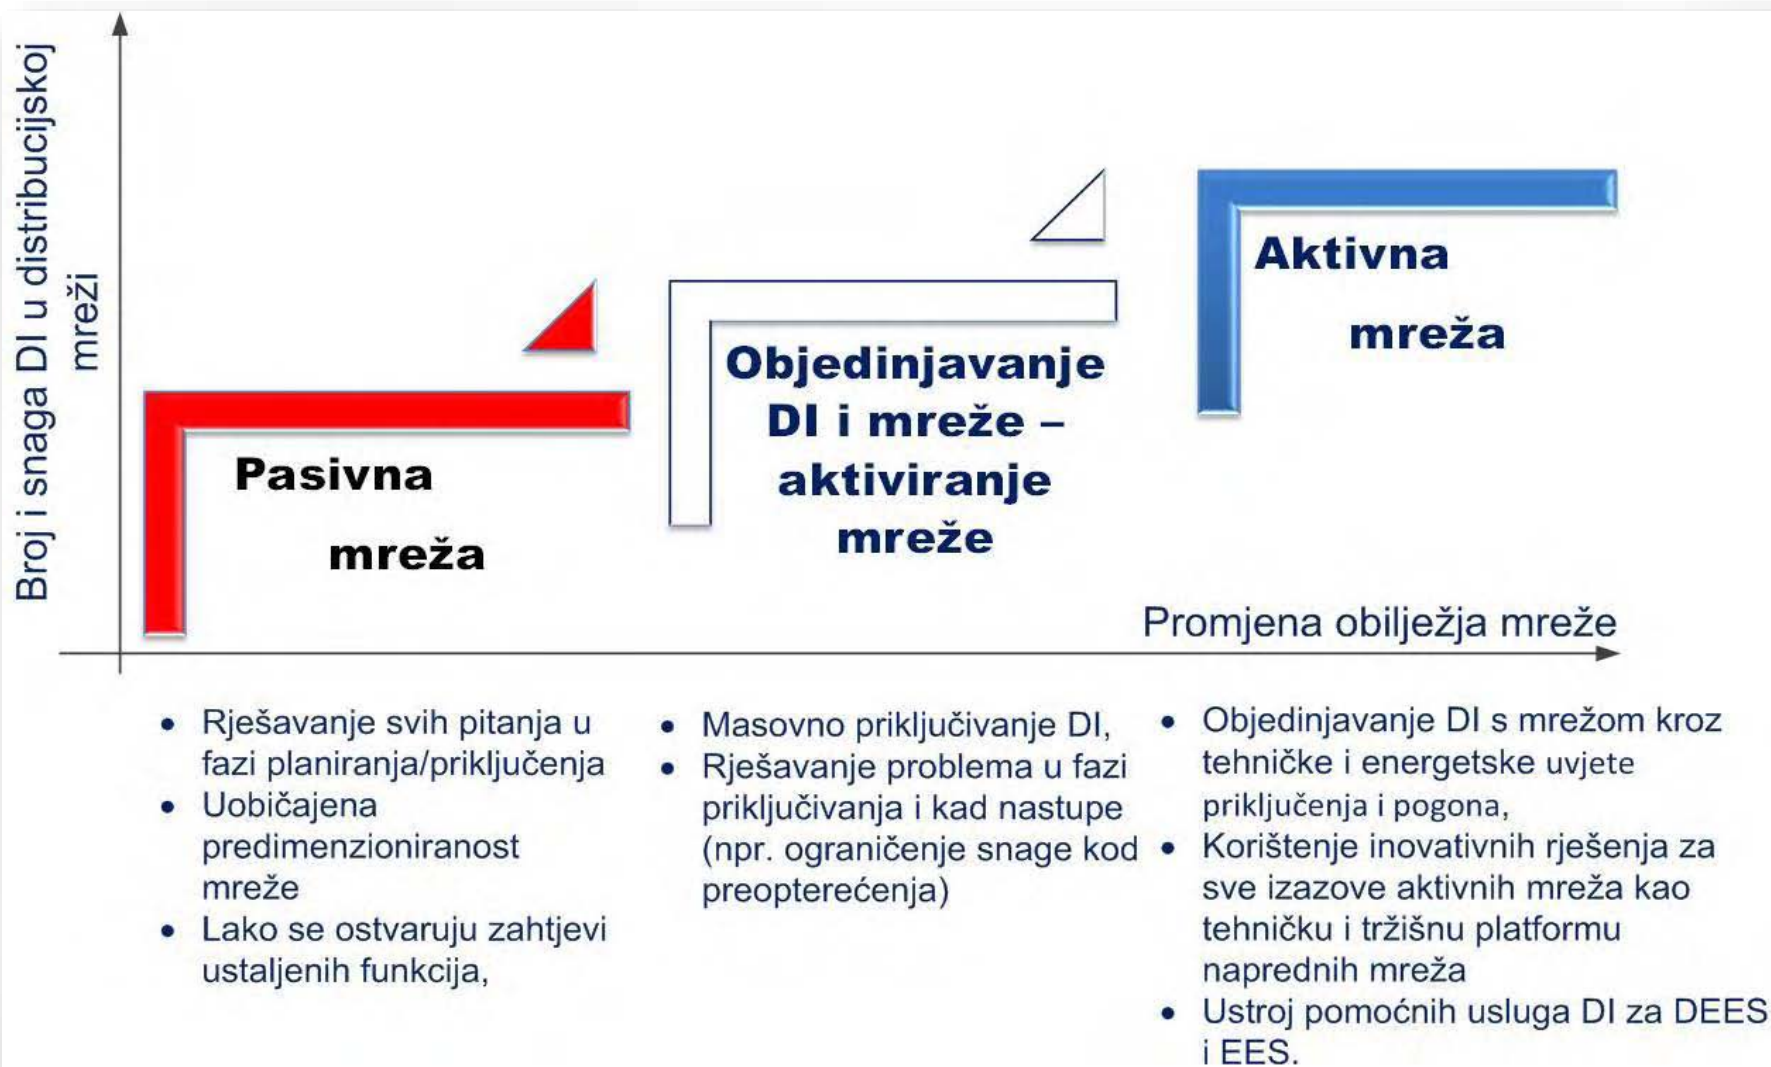 Broj i snaga DI u distribucijskoj
mreži
Pasivna
mreža
Objedinjavanje
DI i mreže –
aktiviranje
mreže
Aktivna
mreža
Promjena obilježja mreže
• Rješavanje svih pitanja u
fazi planiranja/priključenja
• Uobičajena
predimenzioniranost
mreže
• Lako se ostvaruju zahtjevi
ustaljenih funkcija,
• Masovno priključivanje DI,
• Rješavanje problema u fazi
priključivanja i kad nastupe
(npr. ograničenje snage kod
preopterećenja)
• Objedinjavanje DI s mrežom kroz
tehničke i energetske uvjete
priključenja i pogona,
• Korištenje inovativnih rješenja za
sve izazove aktivnih mreža kao
tehničku i tržišnu platformu
naprednih mreža
• Ustroj pomoćnih usluga DI za DEES
i EES.